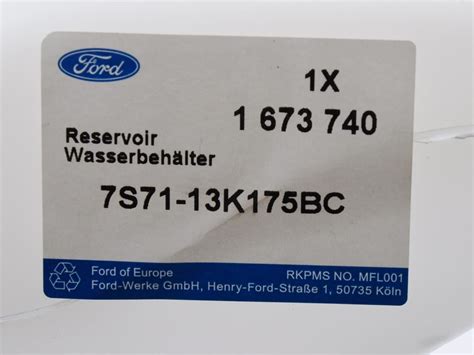 Ford
1X
1 673 740
Reservoir
Wasserbehälter
7S71-13K175BC
Ford of Europe
RKPMS NO. MFL001
Ford-Werke GmbH, Henry-Ford-Straße 1, 50735 Köln